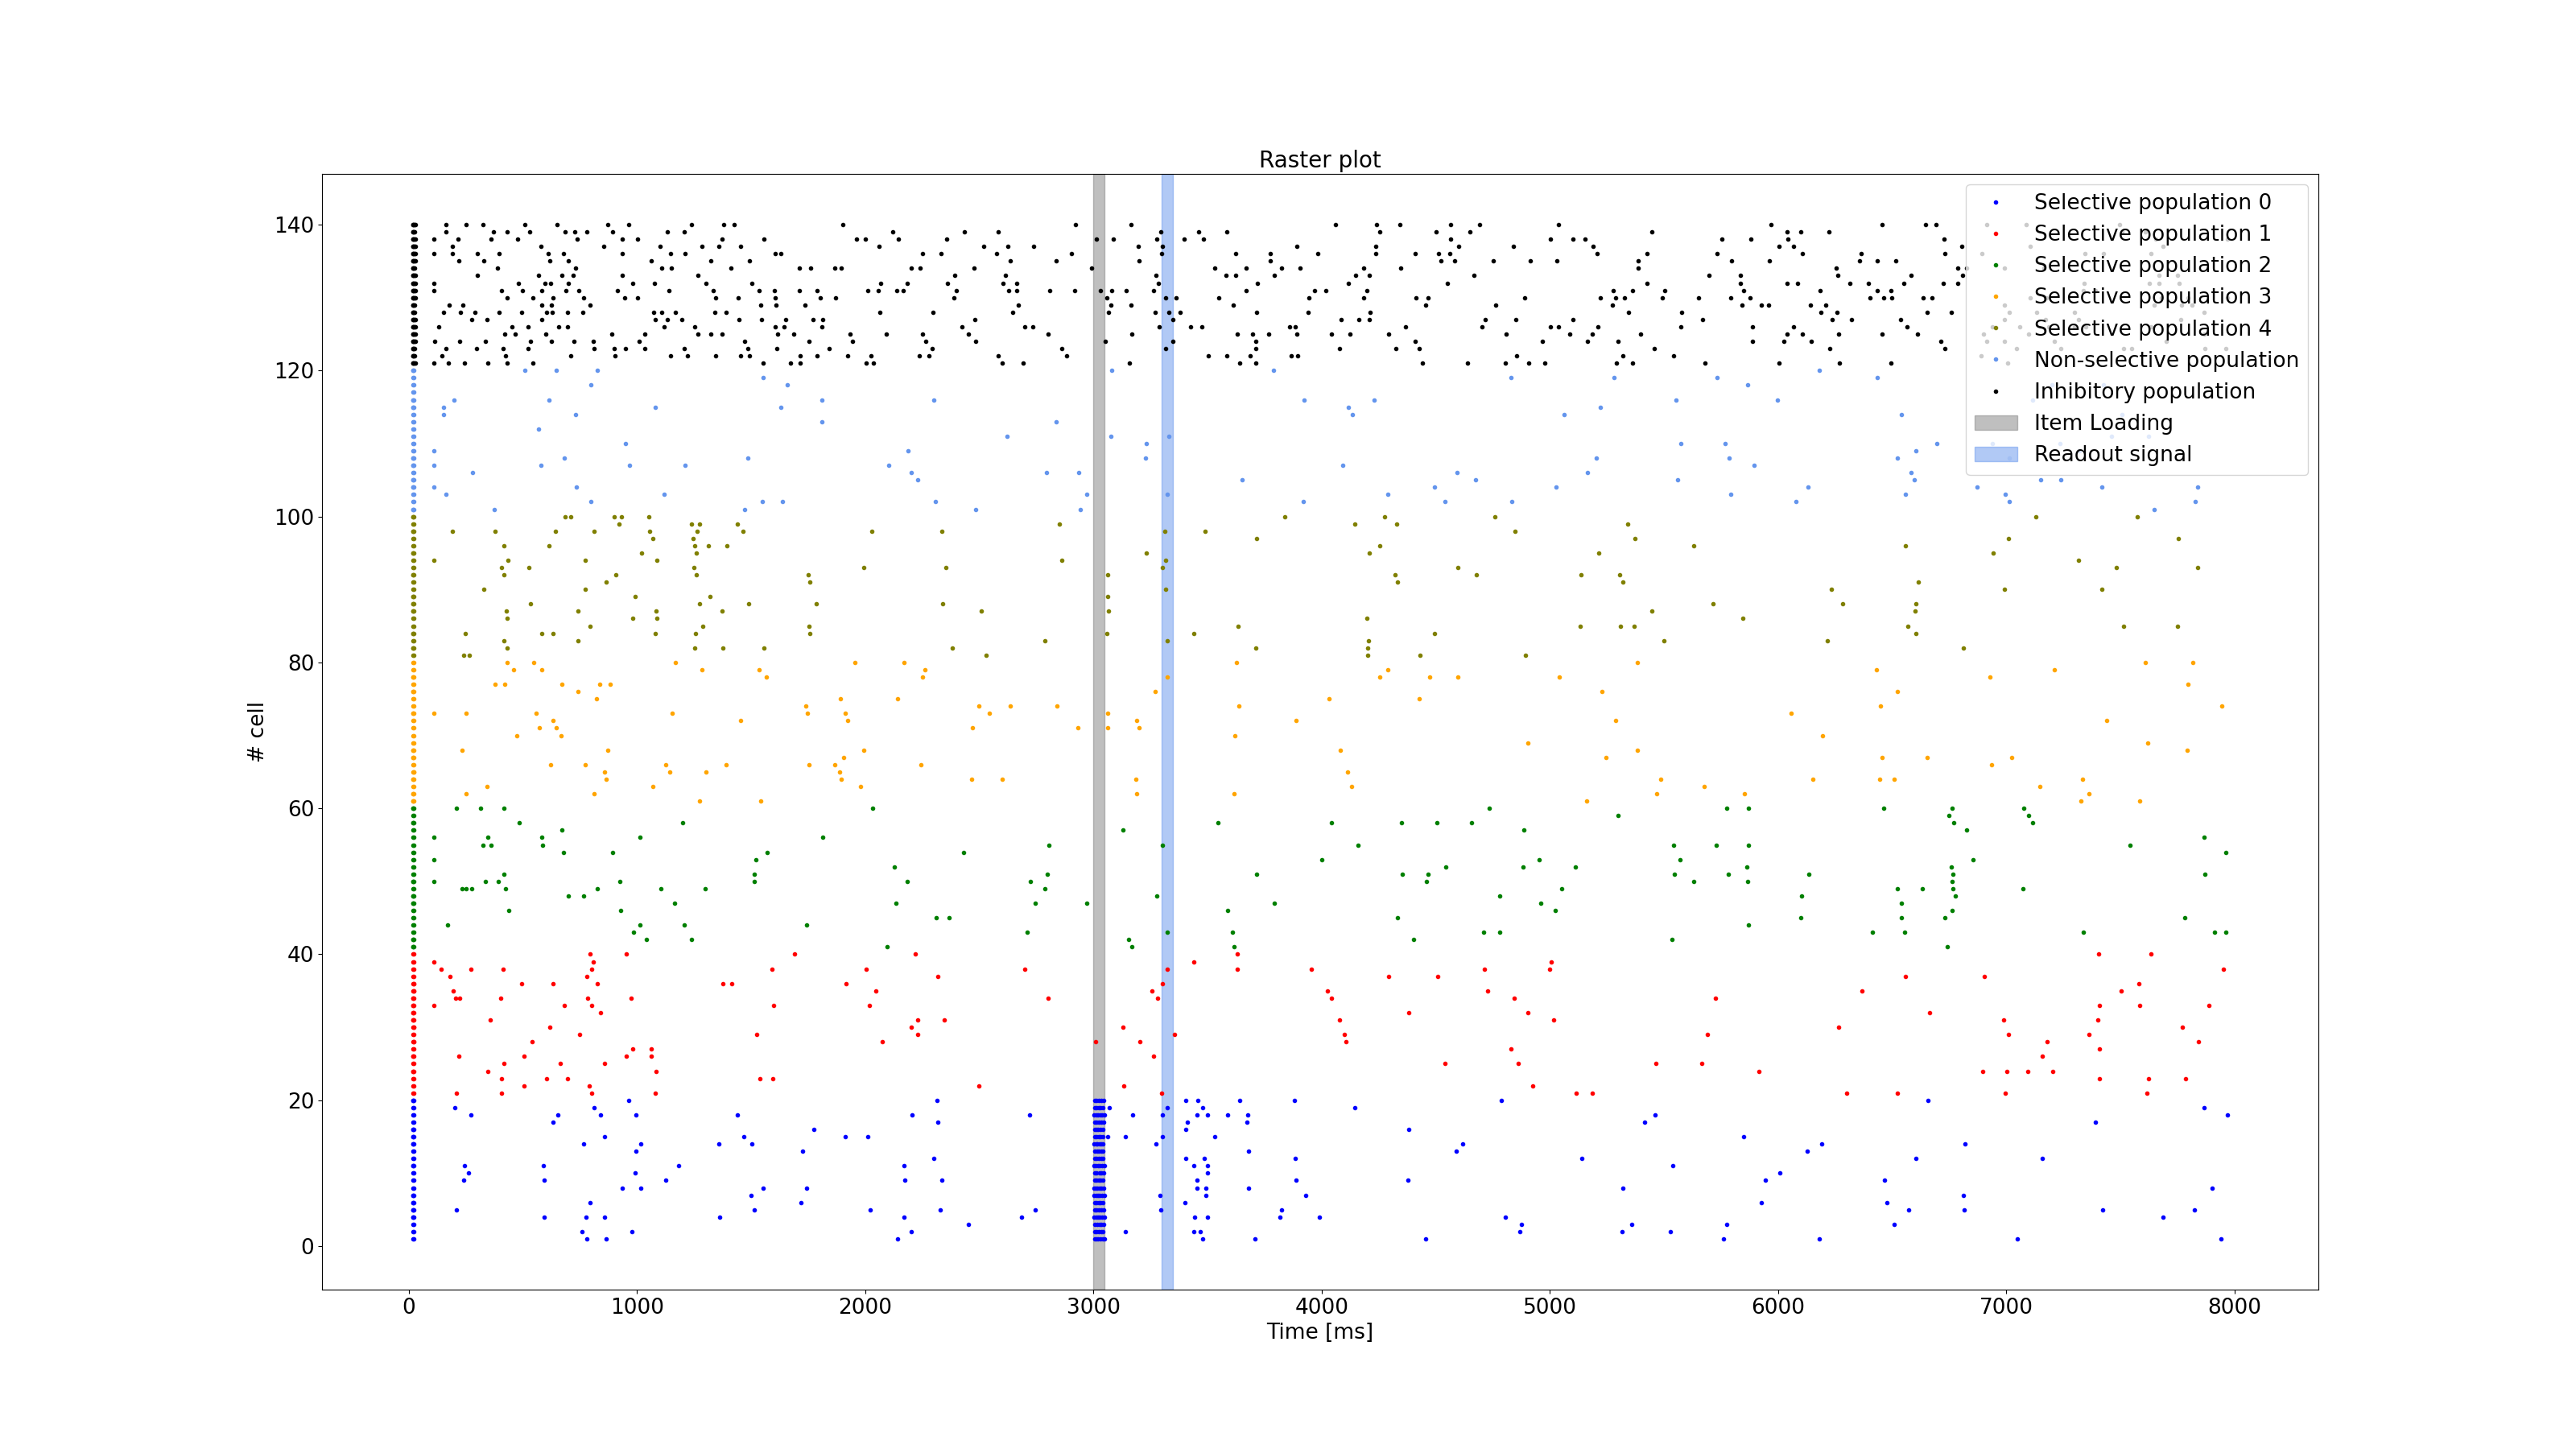 Raster plot
140
120
100
80
60
40
20
0
# cell
0 1000 2000 3000 4000 5000 6000 7000 8000
Time [ms]
Selective population 0
Selective population 1
Selective population 2
Selective population 3
Selective population 4
Non-selective population
Inhibitory population
Item Loading
Readout signal